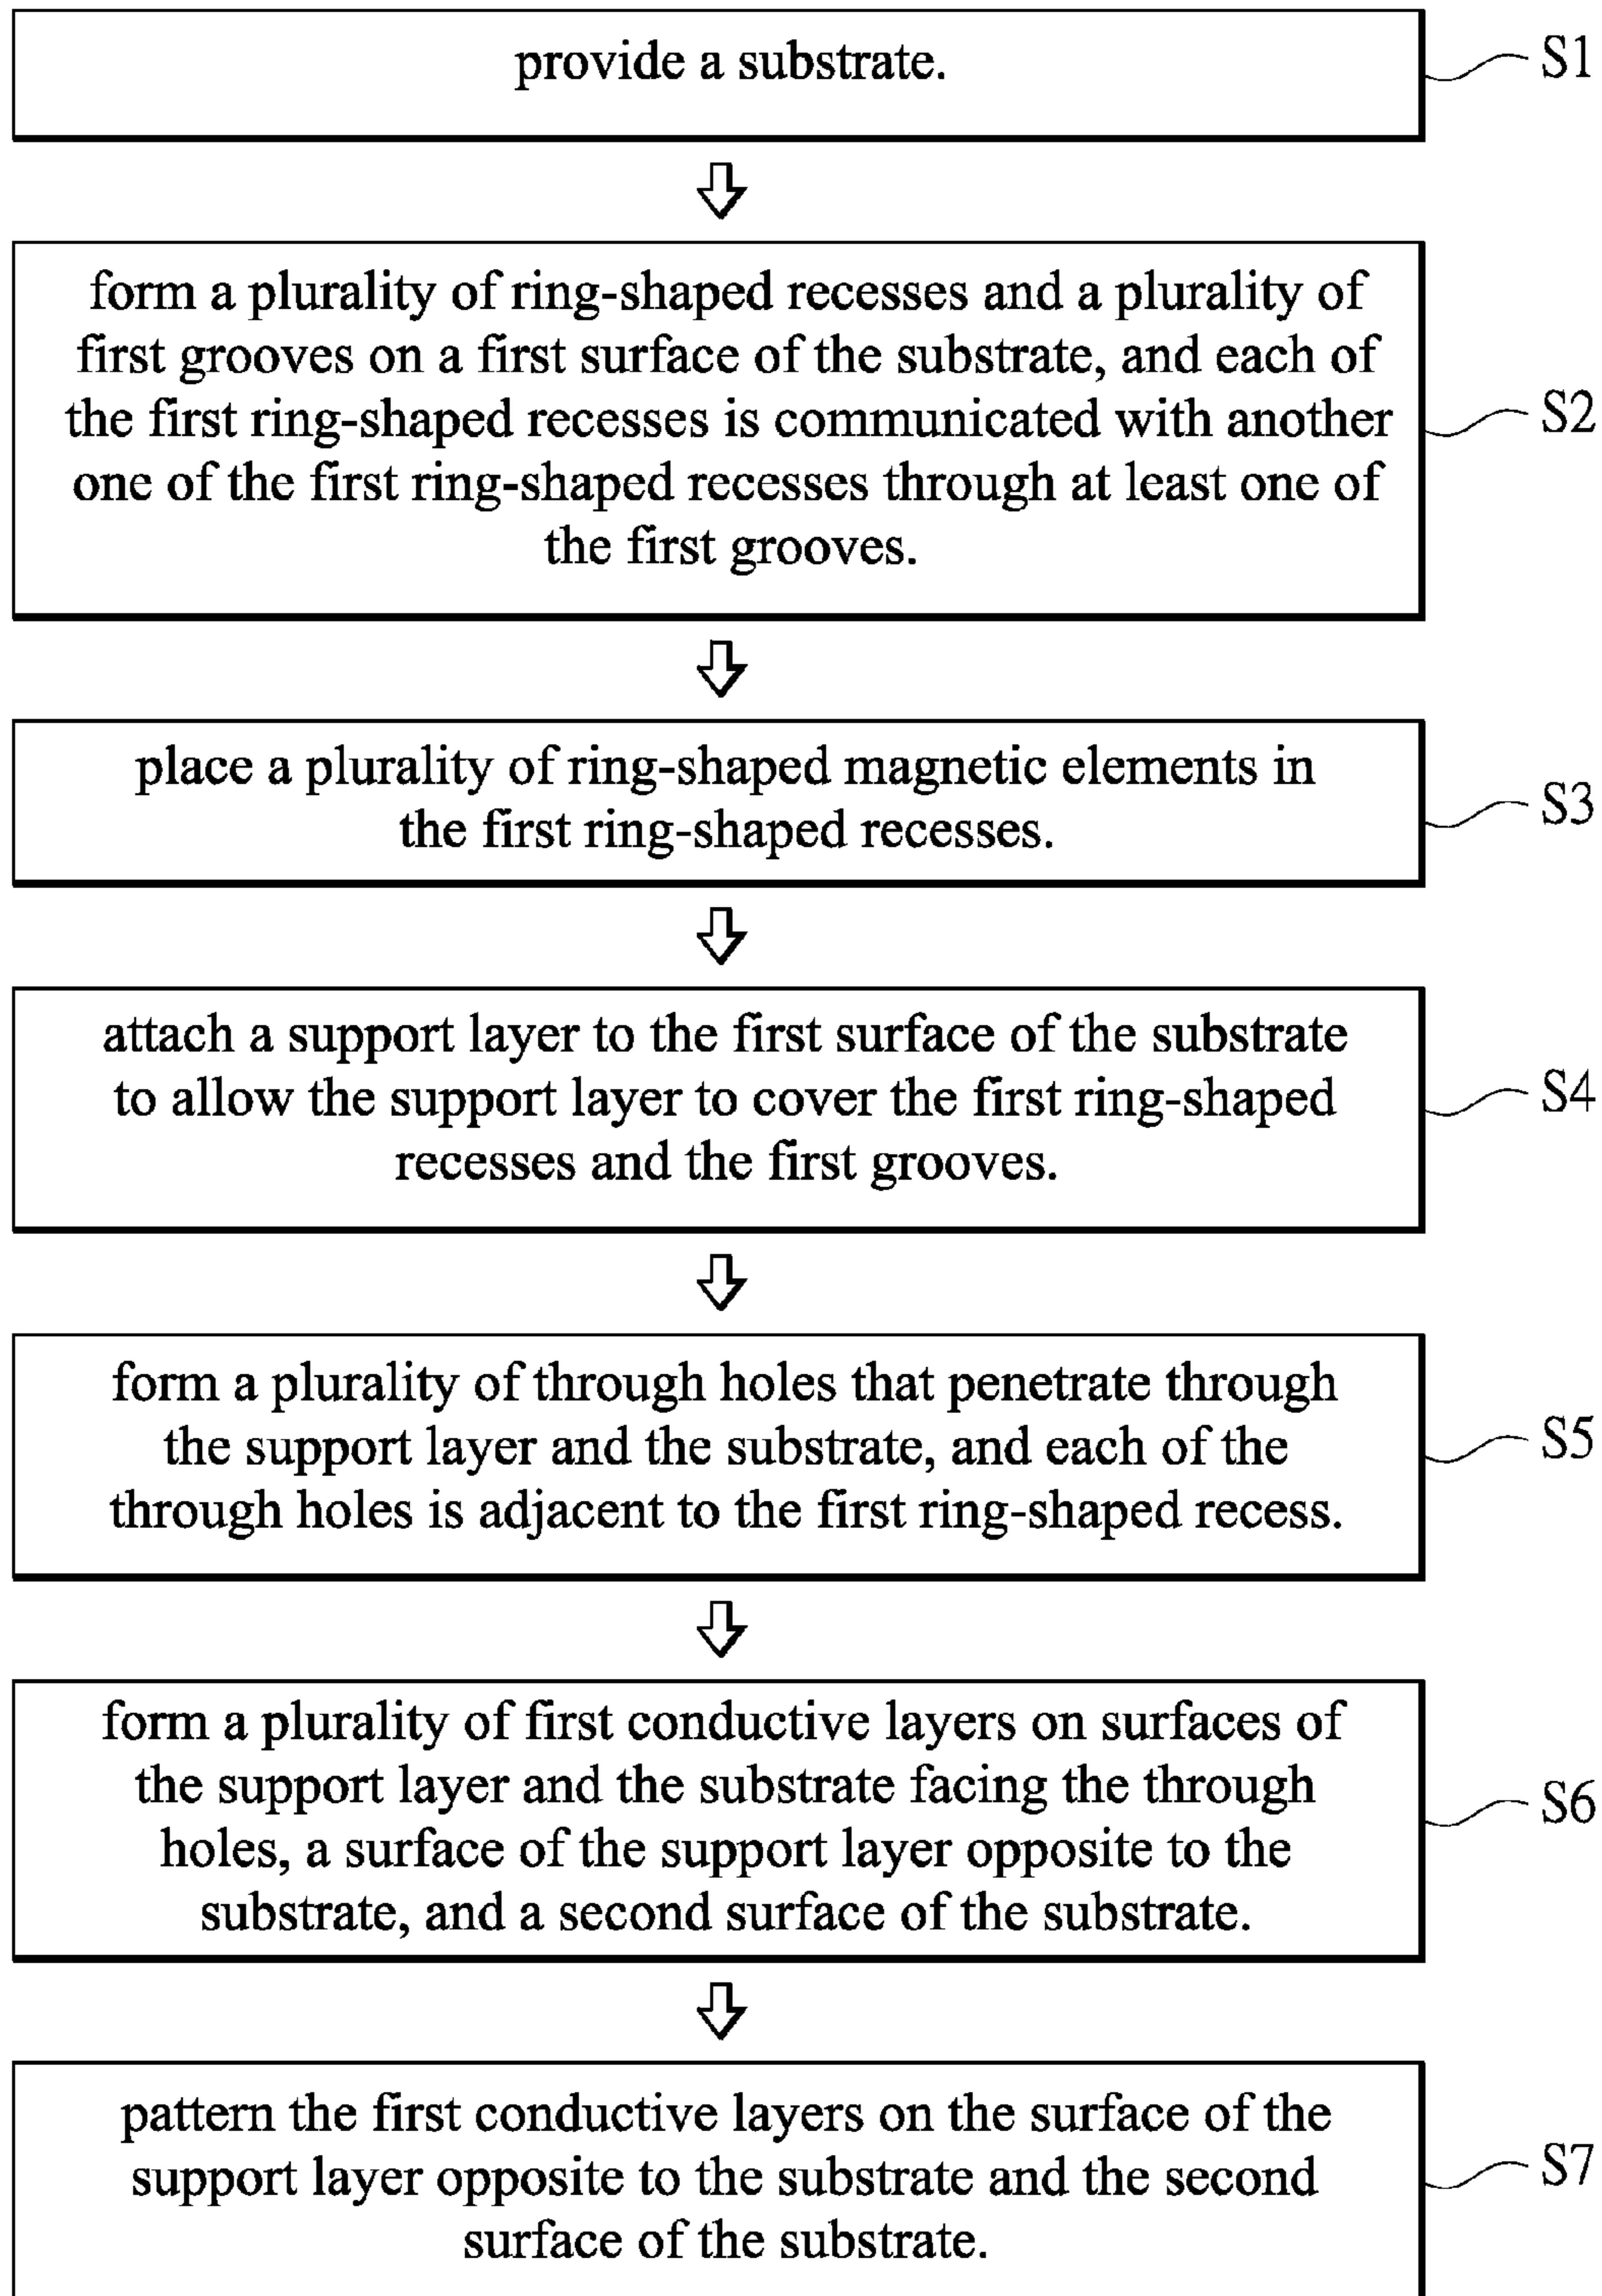 provide a substrate.
S1
form a plurality of ring-shaped recesses and a plurality of
first grooves on a first surface of the substrate, and each of
the first ring-shaped recesses is communicated with another
one of the first ring-shaped recesses through at least one of
the first grooves.
S2
place a plurality of ring-shaped magnetic elements in
the first ring-shaped recesses.
S3
attach a support layer to the first surface of the substrate
to allow the support layer to cover the first ring-shaped
recesses and the first grooves.
S4
form a plurality of through holes that penetrate through
the support layer and the substrate, and each of the
through holes is adjacent to the first ring-shaped recess.
S5
form a plurality of first conductive layers on surfaces of
the support layer and the substrate facing the through
holes, a surface of the support layer opposite to the
substrate, and a second surface of the substrate.
S6
pattern the first conductive layers on the surface of the
support layer opposite to the substrate and the second
surface of the substrate.
S7